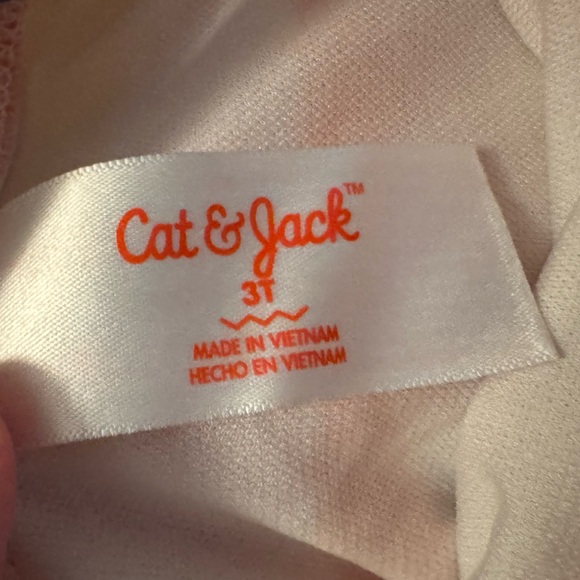 Cat & Jack™
3T
MADE IN VIETNAM
HECHO EN VIETNAM